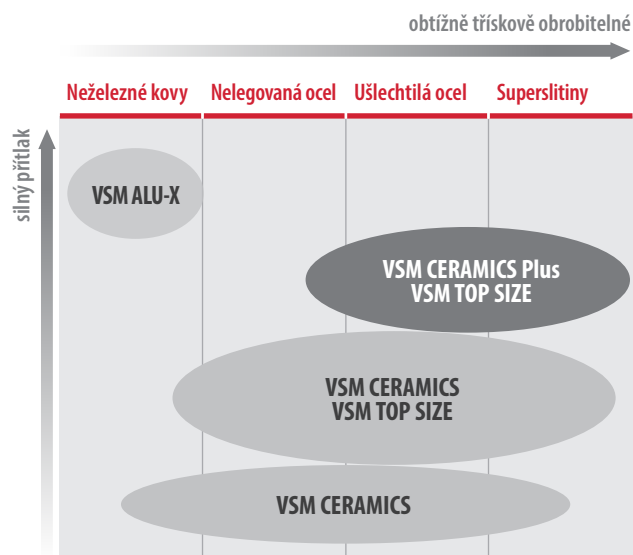 obtížně třískově obrobitelné
Neželezné kovy
Nelegovaná ocel
Ušlechtilá ocel
Superslitiny
silný přítlak
VSM ALU-X
VSM CERAMICS Plus
VSM TOP SIZE
VSM CERAMICS
VSM TOP SIZE
VSM CERAMICS